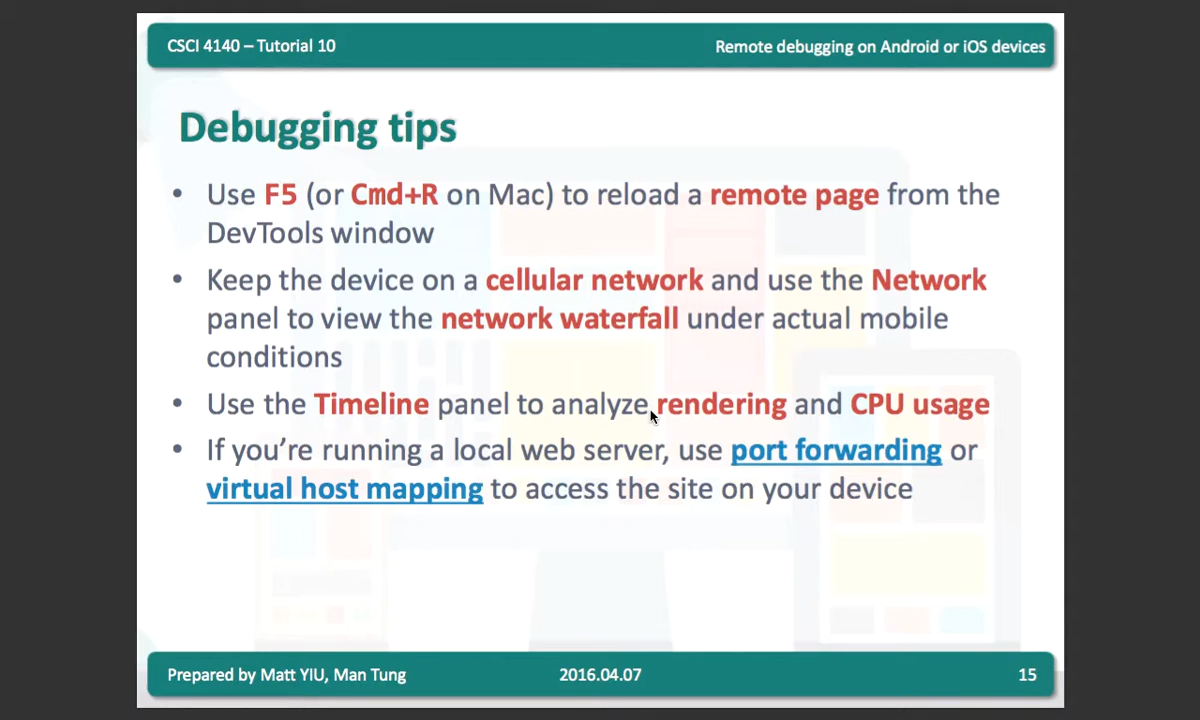 CSCI 4140 – Tutorial 10
Remote debugging on Android or iOS devices
Debugging tips
• Use F5 (or Cmd+R on Mac) to reload a remote page from the
DevTools window
• Keep the device on a cellular network and use the Network
panel to view the network waterfall under actual mobile
conditions
• Use the Timeline panel to analyze rendering and CPU usage
• If you’re running a local web server, use port forwarding or
virtual host mapping to access the site on your device
Prepared by Matt YIU, Man Tung
2016.04.07
15